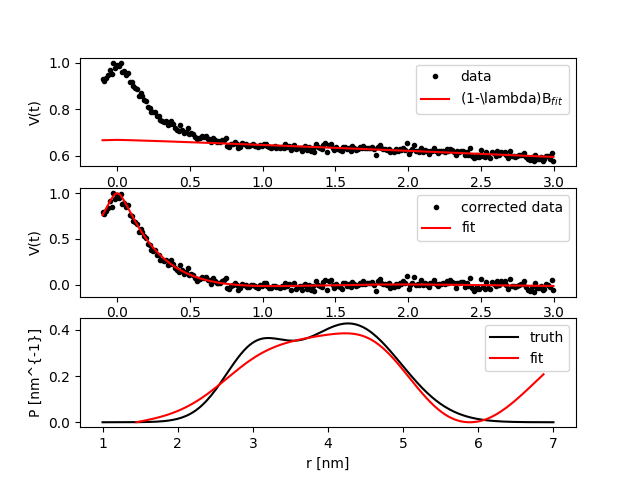 1.0
0.8
0.6
V(t)
data
(1-\lambda)B_{fit}
0.0 0.5 1.0 1.5 2.0 2.5 3.0
1.0
0.5
0.0
V(t)
corrected data
fit
0.0 0.5 1.0 1.5 2.0 2.5 3.0
0.4
0.2
0.0
P [nm^{-1}]
truth
fit
1 2 3 4 5 6 7
r [nm]